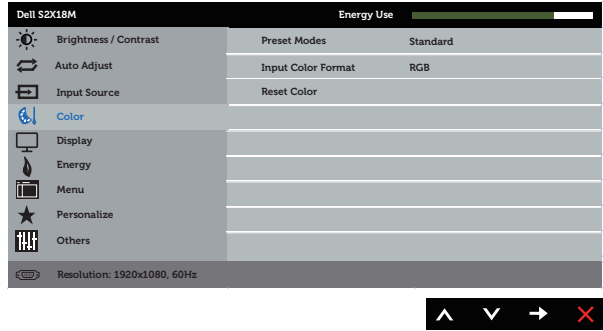 Dell S2X18M Energy Use
Brightness / Contrast Preset Modes Standard
Auto Adjust Input Color Format RGB
Input Source Reset Color
Color
Display
Energy
Menu
Personalize
Others
Resolution: 1920x1080, 60Hz